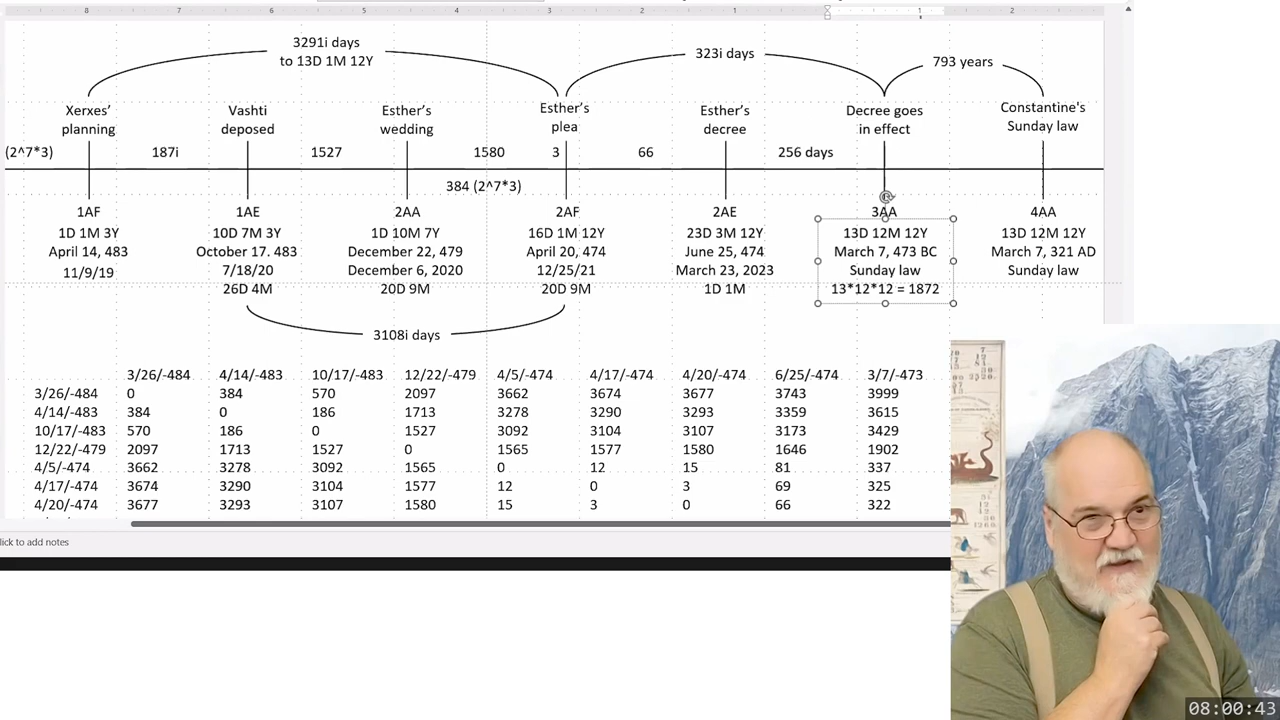 8 7 6 5 4 3 2 1 1 2
3291i days
to 13D 1M 12Y
323i days
793 years
Xerxes’
planning
Vashti
deposed
Esther’s
wedding
Esther’s
plea
Esther’s
decree
Decree goes
in effect
Constantine's
Sunday law
(2^7*3) 187i 1527 1580 3 66 256 days
384 (2^7*3)
1AF
1D 1M 3Y
April 14, 483
11/9/19
1AE
10D 7M 3Y
October 17. 483
7/18/20
26D 4M
2AA
1D 10M 7Y
December 22, 479
December 6, 2020
20D 9M
2AF
16D 1M 12Y
April 20, 474
12/25/21
20D 9M
2AE
23D 3M 12Y
June 25, 474
March 23, 2023
1D 1M
3AA
13D 12M 12Y
March 7, 473 BC
Sunday law
13*12*12 = 1872
4AA
13D 12M 12Y
March 7, 321 AD
Sunday law
3108i days
3/26/-484 4/14/-483 10/17/-483 12/22/-479 4/5/-474 4/17/-474 4/20/-474 6/25/-474 3/7/-473
3/26/-484 0 384 570 2097 3662 3674 3677 3743 3999
4/14/-483 384 0 186 1713 3278 3290 3293 3359 3615
10/17/-483 570 186 0 1527 3092 3104 3107 3173 3429
12/22/-479 2097 1713 1527 0 1565 1577 1580 1646 1902
4/5/-474 3662 3278 3092 1565 0 12 15 81 337
4/17/-474 3674 3290 3104 1577 12 0 3 69 325
4/20/-474 3677 3293 3107 1580 15 3 0 66 322
lick to add notes
08:00:43